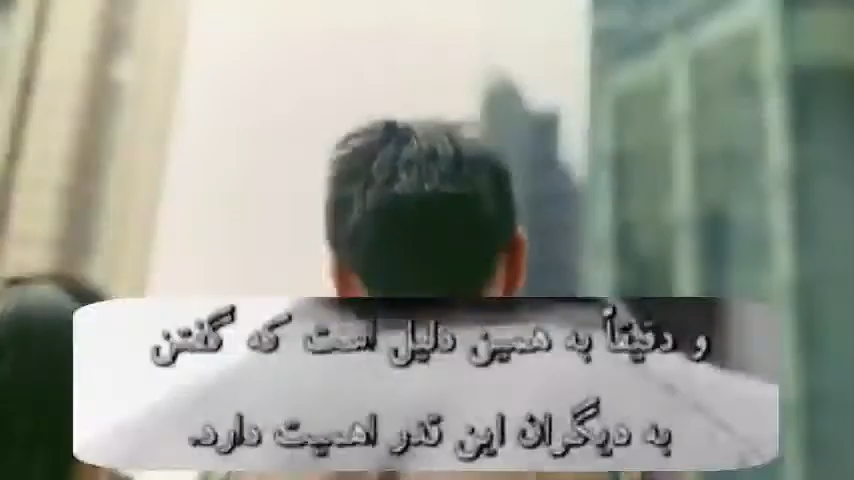 و دقیقاً به همین دلیل است که گفتن
به دیگران این قدر اهمیت دارد.